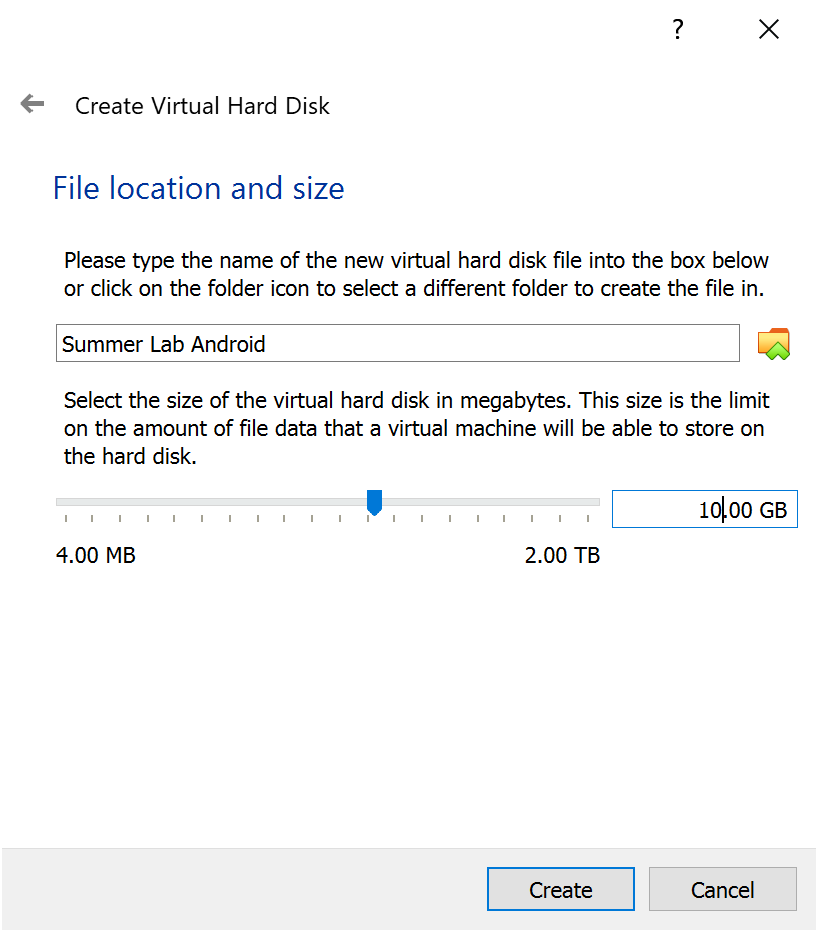 ?
Create Virtual Hard Disk
File location and size
Please type the name of the new virtual hard disk file into the box below
or click on the folder icon to select a different folder to create the file in.
Summer Lab Android
Select the size of the virtual hard disk in megabytes. This size is the limit
on the amount of file data that a virtual machine will be able to store on
the hard disk.
10.00 GB
4.00 MB 2.00 TB
Create Cancel